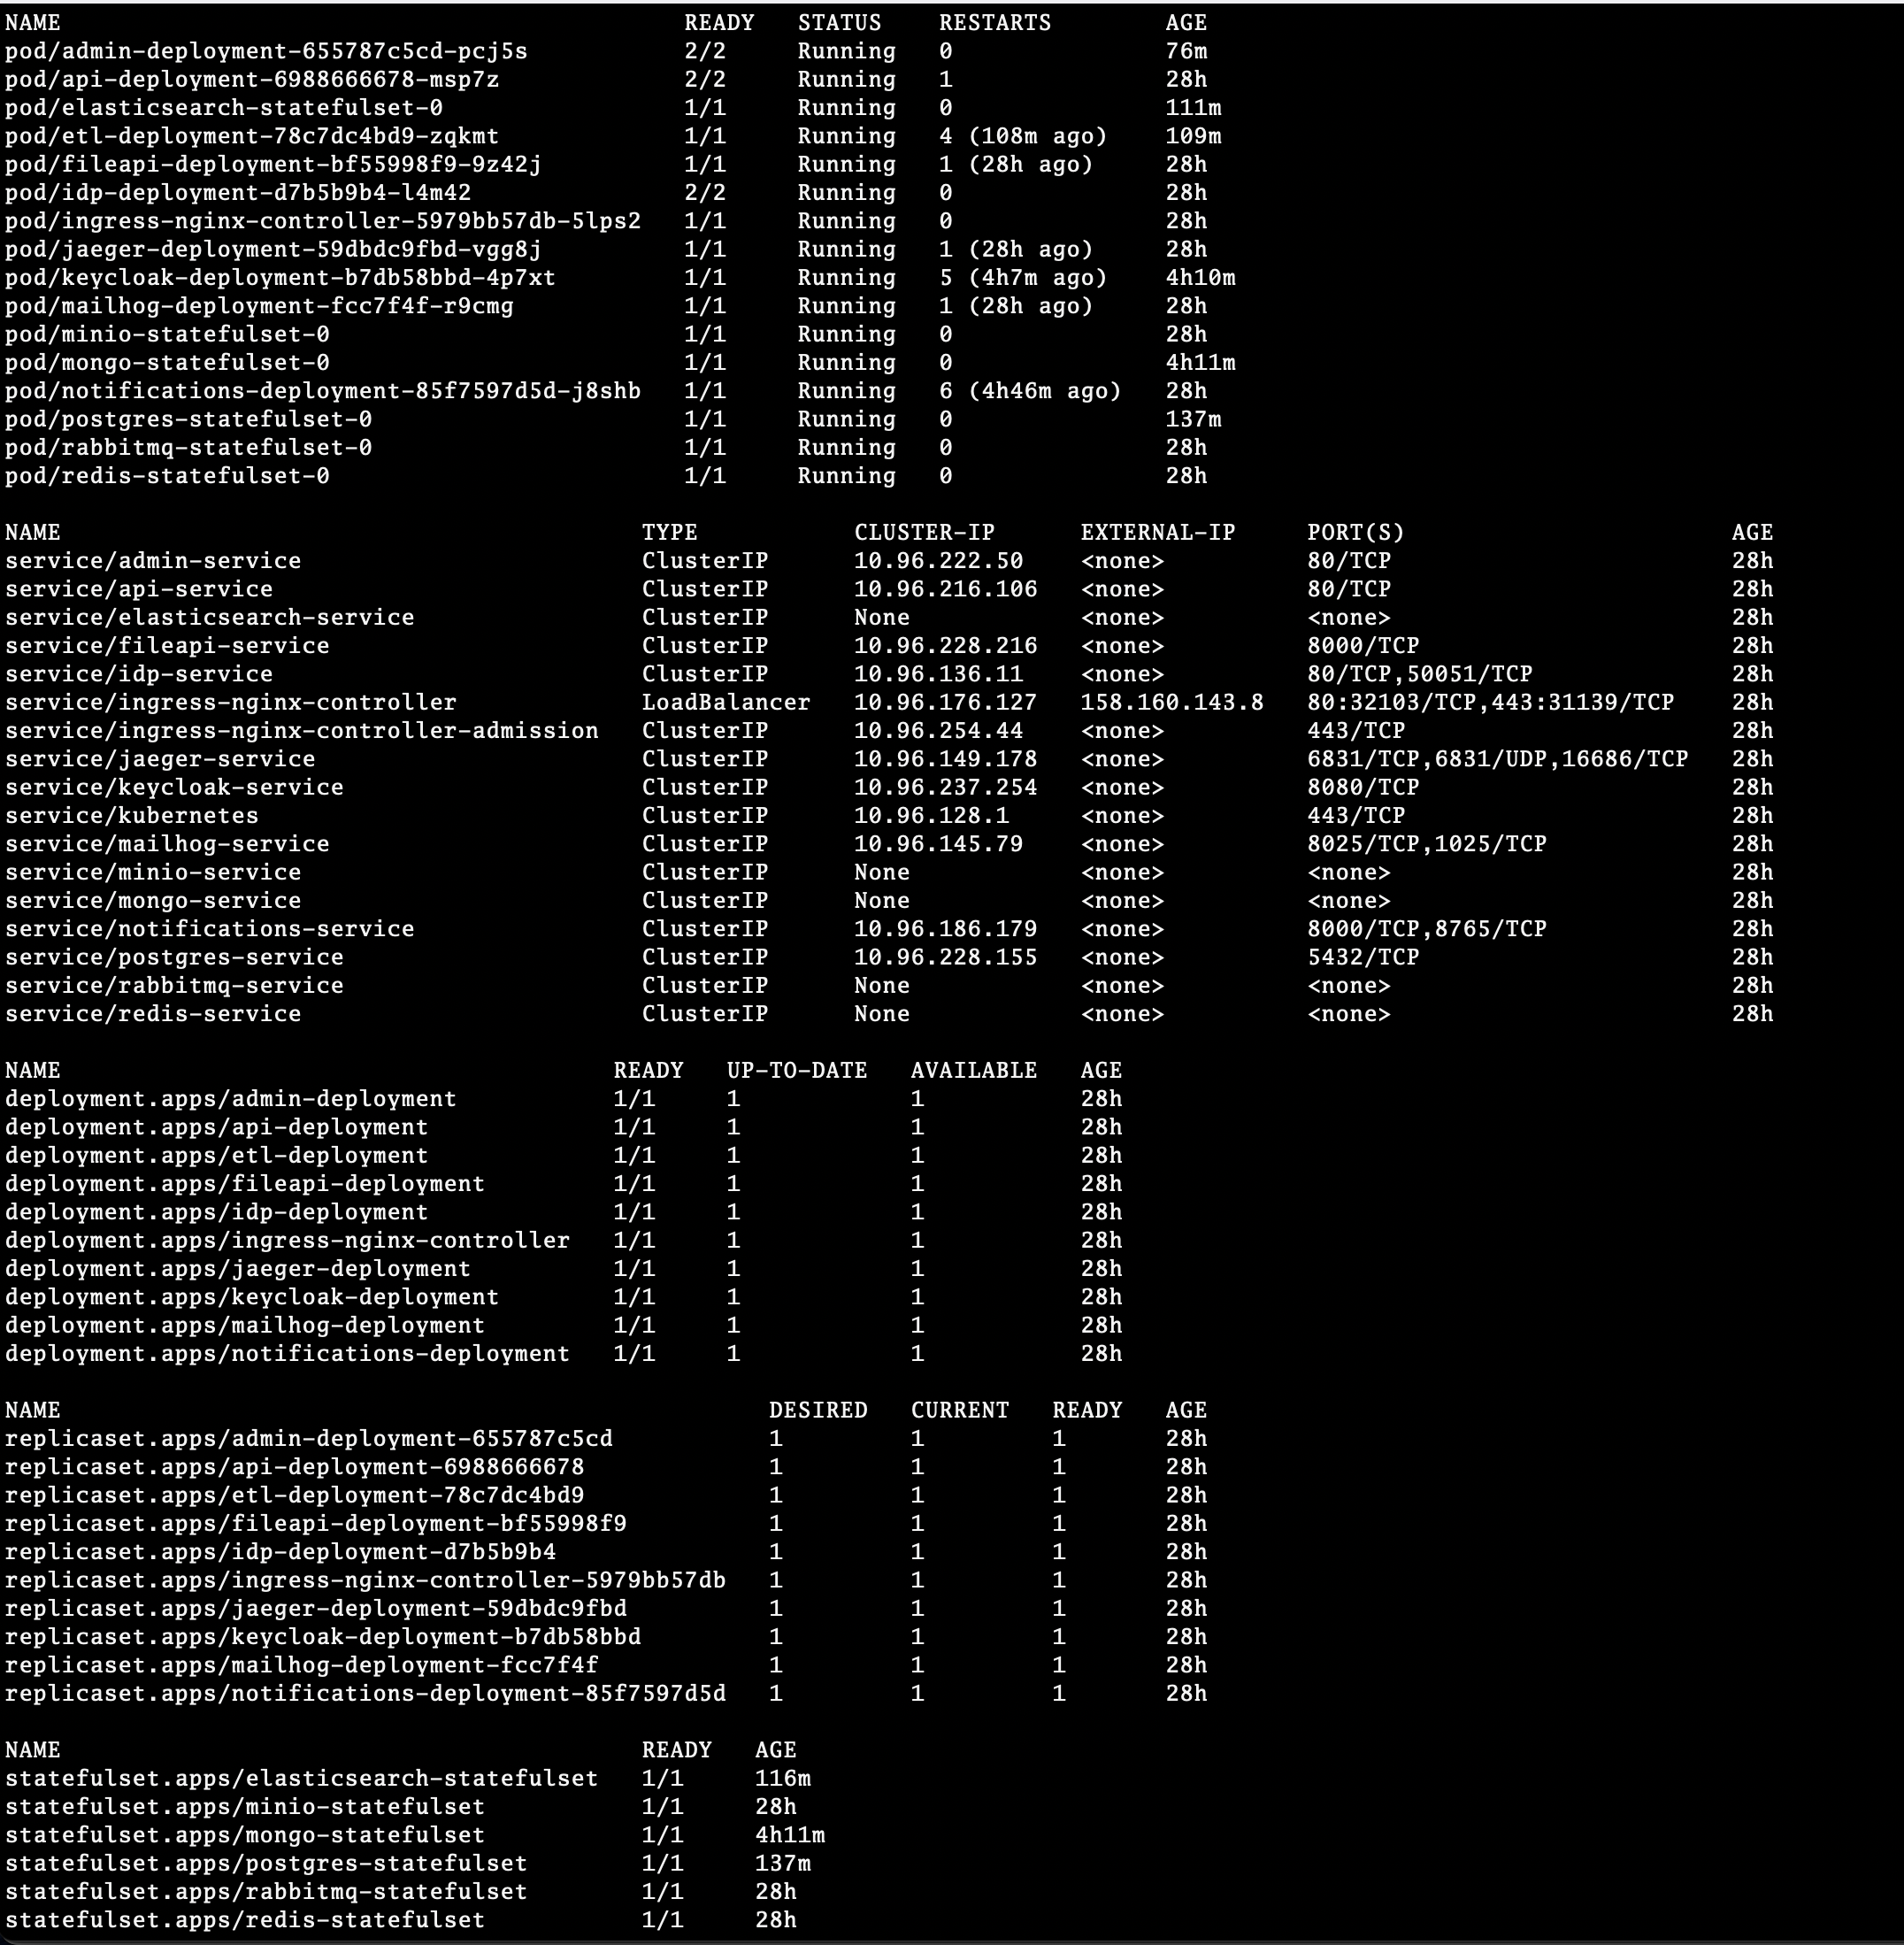 NAME READY STATUS RESTARTS AGE
pod/admin-deployment-655787c5cd-pcj5s 2/2 Running 0 76m
pod/api-deployment-6988666678-msp7z 2/2 Running 1 28h
pod/elasticsearch-statefulset-0 1/1 Running 0 111m
pod/etl-deployment-78c7dc4bd9-zqkmt 1/1 Running 4 (108m ago) 109m
pod/fileapi-deployment-bf55998f9-9z42j 1/1 Running 1 (28h ago) 28h
pod/idp-deployment-d7b5b9b4-l4m42 2/2 Running 0 28h
pod/ingress-nginx-controller-5979bb57db-5lps2 1/1 Running 0 28h
pod/jaeger-deployment-59dbdc9fbd-vgg8j 1/1 Running 1 (28h ago) 28h
pod/keycloak-deployment-b7db58bbd-4p7xt 1/1 Running 5 (4h7m ago) 4h10m
pod/mailhog-deployment-fcc7f4f-r9cmg 1/1 Running 1 (28h ago) 28h
pod/minio-statefulset-0 1/1 Running 0 28h
pod/mongo-statefulset-0 1/1 Running 0 4h11m
pod/notifications-deployment-85f7597d5d-j8shb 1/1 Running 6 (4h46m ago) 28h
pod/postgres-statefulset-0 1/1 Running 0 137m
pod/rabbitmq-statefulset-0 1/1 Running 0 28h
pod/redis-statefulset-0 1/1 Running 0 28h
NAME TYPE CLUSTER-IP EXTERNAL-IP PORT(S) AGE
service/admin-service ClusterIP 10.96.222.50 <none> 80/TCP 28h
service/api-service ClusterIP 10.96.216.106 <none> 80/TCP 28h
service/elasticsearch-service ClusterIP None <none> <none> 28h
service/fileapi-service ClusterIP 10.96.228.216 <none> 8000/TCP 28h
service/idp-service ClusterIP 10.96.136.11 <none> 80/TCP,50051/TCP 28h
service/ingress-nginx-controller LoadBalancer 10.96.176.127 158.160.143.8 80:32103/TCP,443:31139/TCP 28h
service/ingress-nginx-controller-admission ClusterIP 10.96.254.44 <none> 443/TCP 28h
service/jaeger-service ClusterIP 10.96.149.178 <none> 6831/TCP,6831/UDP,16686/TCP 28h
service/keycloak-service ClusterIP 10.96.237.254 <none> 8080/TCP 28h
service/kubernetes ClusterIP 10.96.128.1 <none> 443/TCP 28h
service/mailhog-service ClusterIP 10.96.145.79 <none> 8025/TCP,1025/TCP 28h
service/minio-service ClusterIP None <none> <none> 28h
service/mongo-service ClusterIP None <none> <none> 28h
service/notifications-service ClusterIP 10.96.186.179 <none> 8000/TCP,8765/TCP 28h
service/postgres-service ClusterIP 10.96.228.155 <none> 5432/TCP 28h
service/rabbitmq-service ClusterIP None <none> <none> 28h
service/redis-service ClusterIP None <none> <none> 28h
NAME READY UP-TO-DATE AVAILABLE AGE
deployment.apps/admin-deployment 1/1 1 1 28h
deployment.apps/api-deployment 1/1 1 1 28h
deployment.apps/etl-deployment 1/1 1 1 28h
deployment.apps/fileapi-deployment 1/1 1 1 28h
deployment.apps/idp-deployment 1/1 1 1 28h
deployment.apps/ingress-nginx-controller 1/1 1 1 28h
deployment.apps/jaeger-deployment 1/1 1 1 28h
deployment.apps/keycloak-deployment 1/1 1 1 28h
deployment.apps/mailhog-deployment 1/1 1 1 28h
deployment.apps/notifications-deployment 1/1 1 1 28h
NAME DESIRED CURRENT READY AGE
replicaset.apps/admin-deployment-655787c5cd 1 1 1 28h
replicaset.apps/api-deployment-6988666678 1 1 1 28h
replicaset.apps/etl-deployment-78c7dc4bd9 1 1 1 28h
replicaset.apps/fileapi-deployment-bf55998f9 1 1 1 28h
replicaset.apps/idp-deployment-d7b5b9b4 1 1 1 28h
replicaset.apps/ingress-nginx-controller-5979bb57db 1 1 1 28h
replicaset.apps/jaeger-deployment-59dbdc9fbd 1 1 1 28h
replicaset.apps/keycloak-deployment-b7db58bbd 1 1 1 28h
replicaset.apps/mailhog-deployment-fcc7f4f 1 1 1 28h
replicaset.apps/notifications-deployment-85f7597d5d 1 1 1 28h
NAME READY AGE
statefulset.apps/elasticsearch-statefulset 1/1 116m
statefulset.apps/minio-statefulset 1/1 28h
statefulset.apps/mongo-statefulset 1/1 4h11m
statefulset.apps/postgres-statefulset 1/1 137m
statefulset.apps/rabbitmq-statefulset 1/1 28h
statefulset.apps/redis-statefulset 1/1 28h